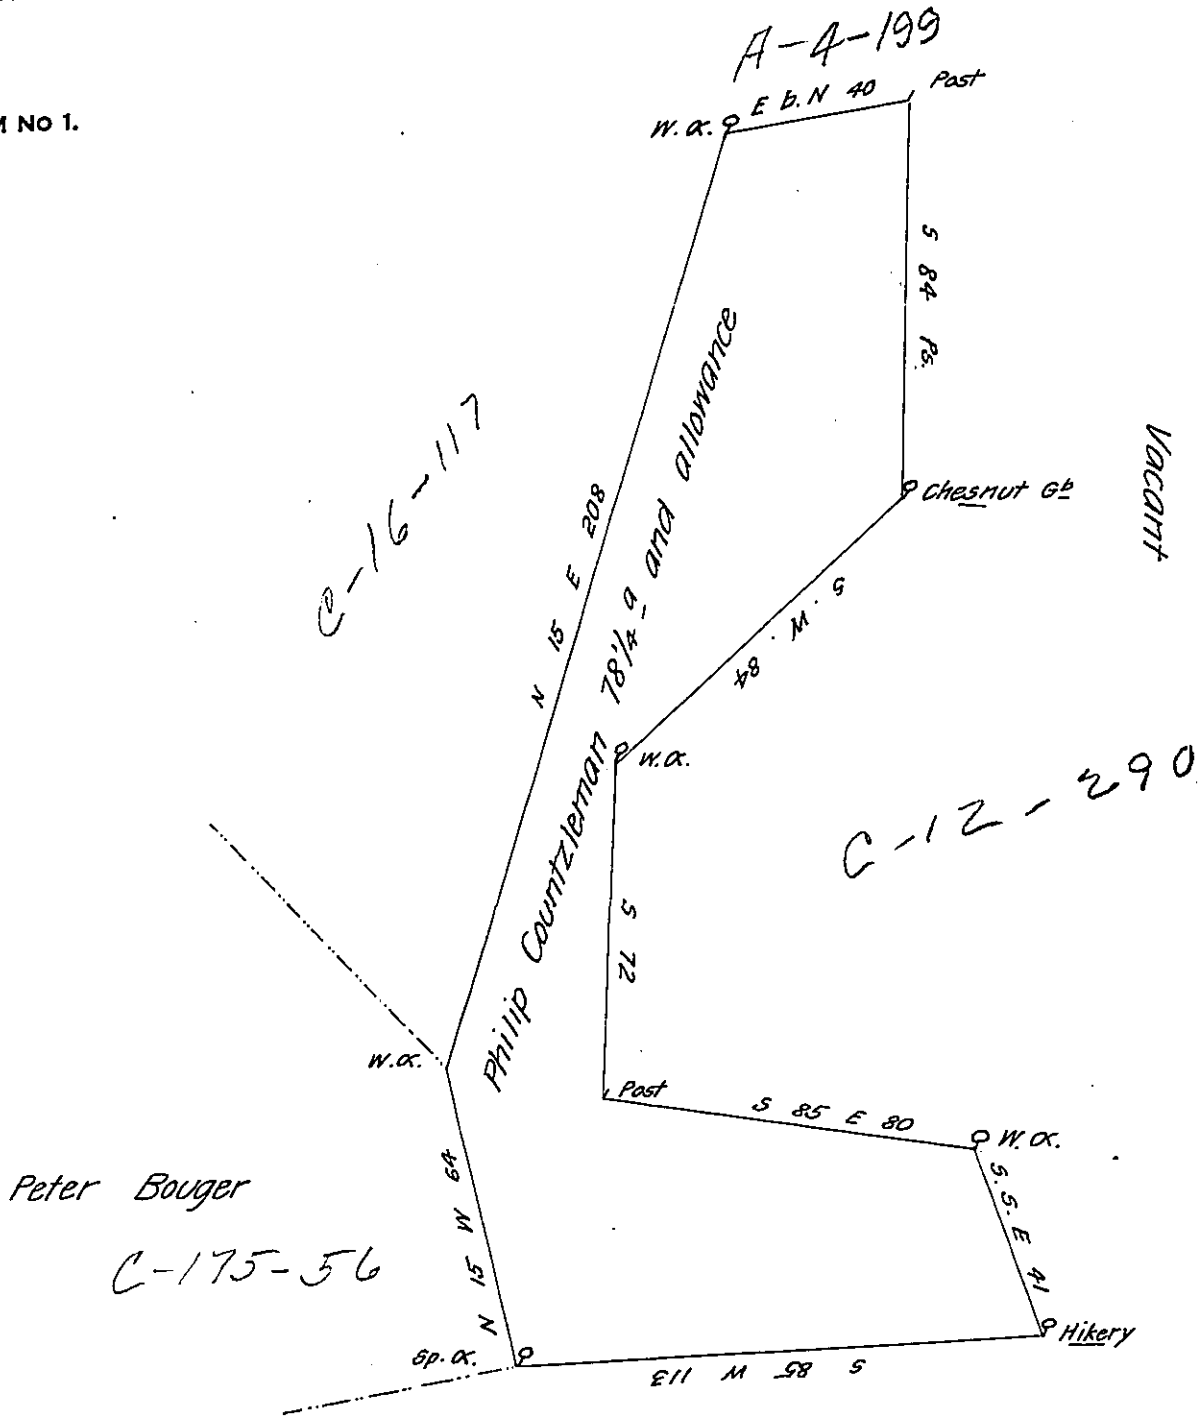 A-4-199
M No 1.
Post
E b. N 40
W. O.
S 84 Ps.
Vacant
C-16-117
N 15 E 208
Philip Countzleman 78 1/4 a and allowance
Chesnut Gb
S. W. 84
W.O.
C-12-290
S 72
W.O.
Post
S 85 E 80
W. O.
S. S. E 41
Peter Bouger
C-175-56
N 15 W 64
Hikery
Sp. O.
S 85 W 113